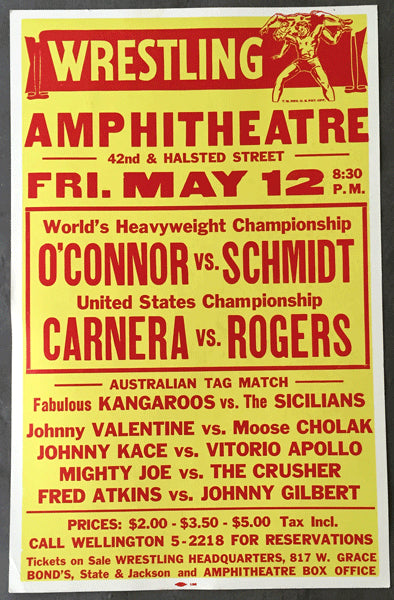 WRESTLING
T. M. REG. U. S. PAT. OFF.
AMPHITHEATRE
42nd & HALSTED STREET
FRI. MAY 12 8:30 P. M.
World's Heavyweight Championship
O'CONNOR vs. SCHMIDT
United States Championship
CARNERA vs. ROGERS
AUSTRALIAN TAG MATCH
Fabulous KANGAROOS vs. The SICILIANS
Johnny VALENTINE vs. Moose CHOLAK
JOHNNY KACE vs. VITORIO APOLLO
MIGHTY JOE vs. THE CRUSHER
FRED ATKINS vs. JOHNNY GILBERT
PRICES: $2.00 - $3.50 - $5.00 Tax Incl.
CALL WELLINGTON 5-2218 FOR RESERVATIONS
Tickets on Sale WRESTLING HEADQUARTERS, 817 W. GRACE
BOND'S, State & Jackson and AMPHITHEATRE BOX OFFICE